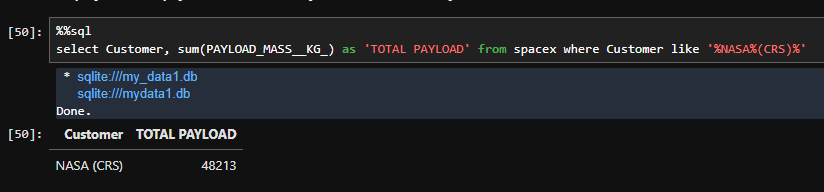 [50]: %%sql
select Customer, sum(PAYLOAD_MASS__KG_) as 'TOTAL PAYLOAD' from spacex where Customer like '%NASA%(CRS)%'
* sqlite:///my_data1.db
sqlite:///mydata1.db
Done.
[50]: Customer TOTAL PAYLOAD
NASA (CRS) 48213